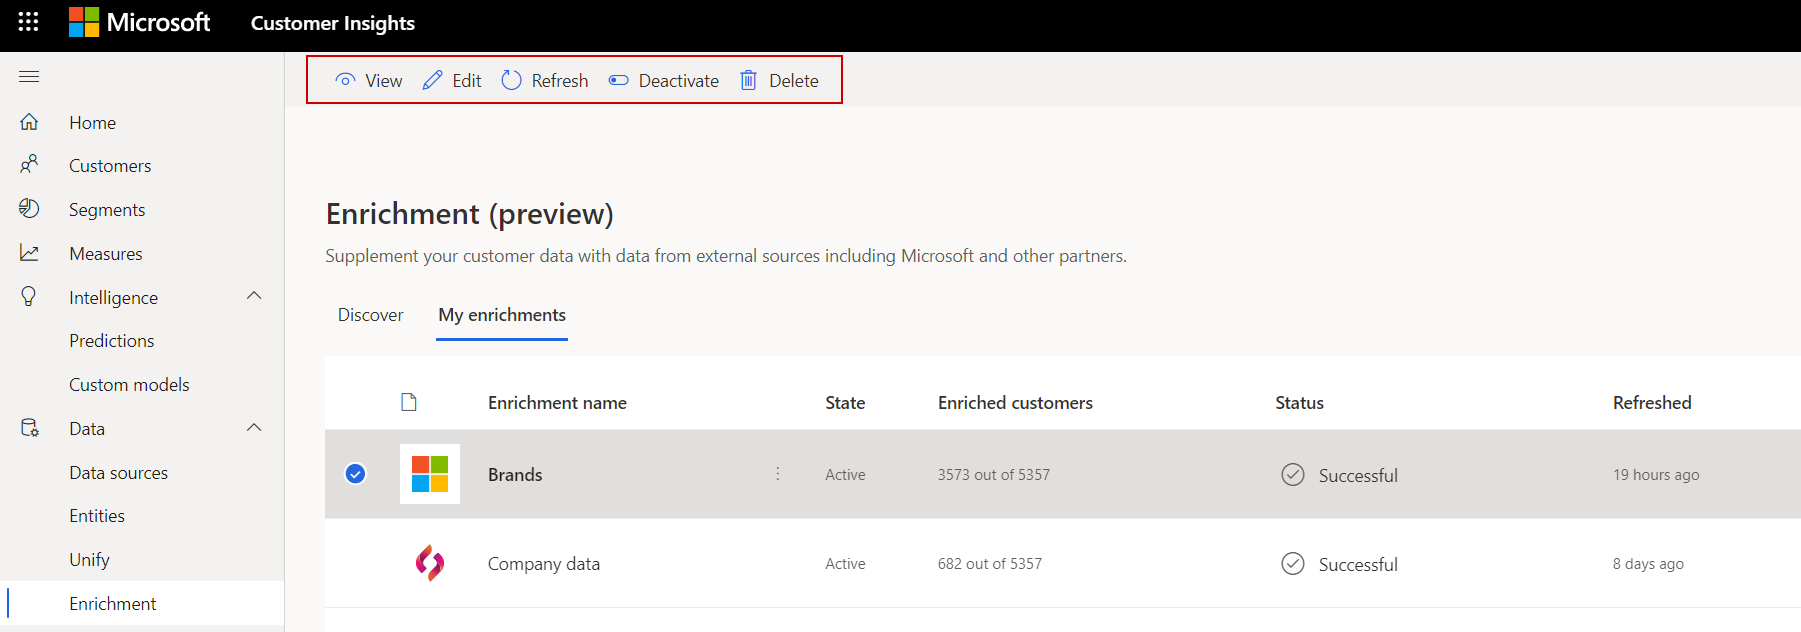 Microsoft Customer Insights
View Edit Refresh Deactivate Delete
Home
Customers
Segments
Measures
Intelligence
Predictions
Custom models
Data
Data sources
Entities
Unify
Enrichment
Enrichment (preview)
Supplement your customer data with data from external sources including Microsoft and other partners.
Discover My enrichments
Enrichment name State Enriched customers Status Refreshed
Brands Active 3573 out of 5357 Successful 19 hours ago
Company data Active 682 out of 5357 Successful 8 days ago